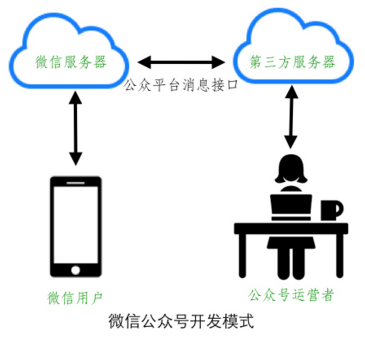 微信服务器
第三方服务器
公众平台消息接口
微信用户
公众号运营者
微信公众号开发模式